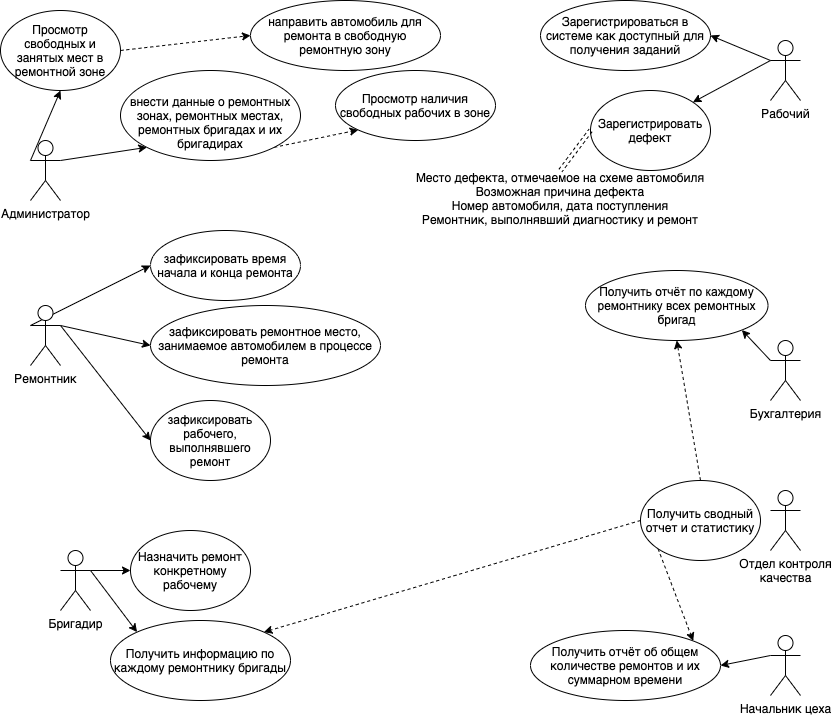 Просмотр
свободных и
занятых мест в
ремонтной зоне
направить автомобиль для
ремонта в свободную
ремонтную зону
Зарегистрироваться в
системе как доступный для
получения заданий
Рабочий
внести данные о ремонтных
зонах, ремонтных местах,
ремонтных бригадах и их
бригадирах
Просмотр наличия
свободных рабочих в зоне
Зарегистрировать
дефект
Администратор
Место дефекта, отмечаемое на схеме автомобиля
Возможная причина дефекта
Номер автомобиля, дата поступления
Ремонтник, выполнявший диагностику и ремонт
зафиксировать время
начала и конца ремонта
Ремонтник
зафиксировать ремонтное место,
занимаемое автомобилем в процессе
ремонта
зафиксировать
рабочего,
выполнявшего
ремонт
Получить отчёт по каждому
ремонтнику всех ремонтных
бригад
Бухгалтерия
Получить сводный
отчет и статистику
Отдел контроля
качества
Назначить ремонт
конкретному
рабочему
Бригадир
Получить информацию по
каждому ремонтнику бригады
Получить отчёт об общем
количестве ремонтов и их
суммарном времени
Начальник цеха